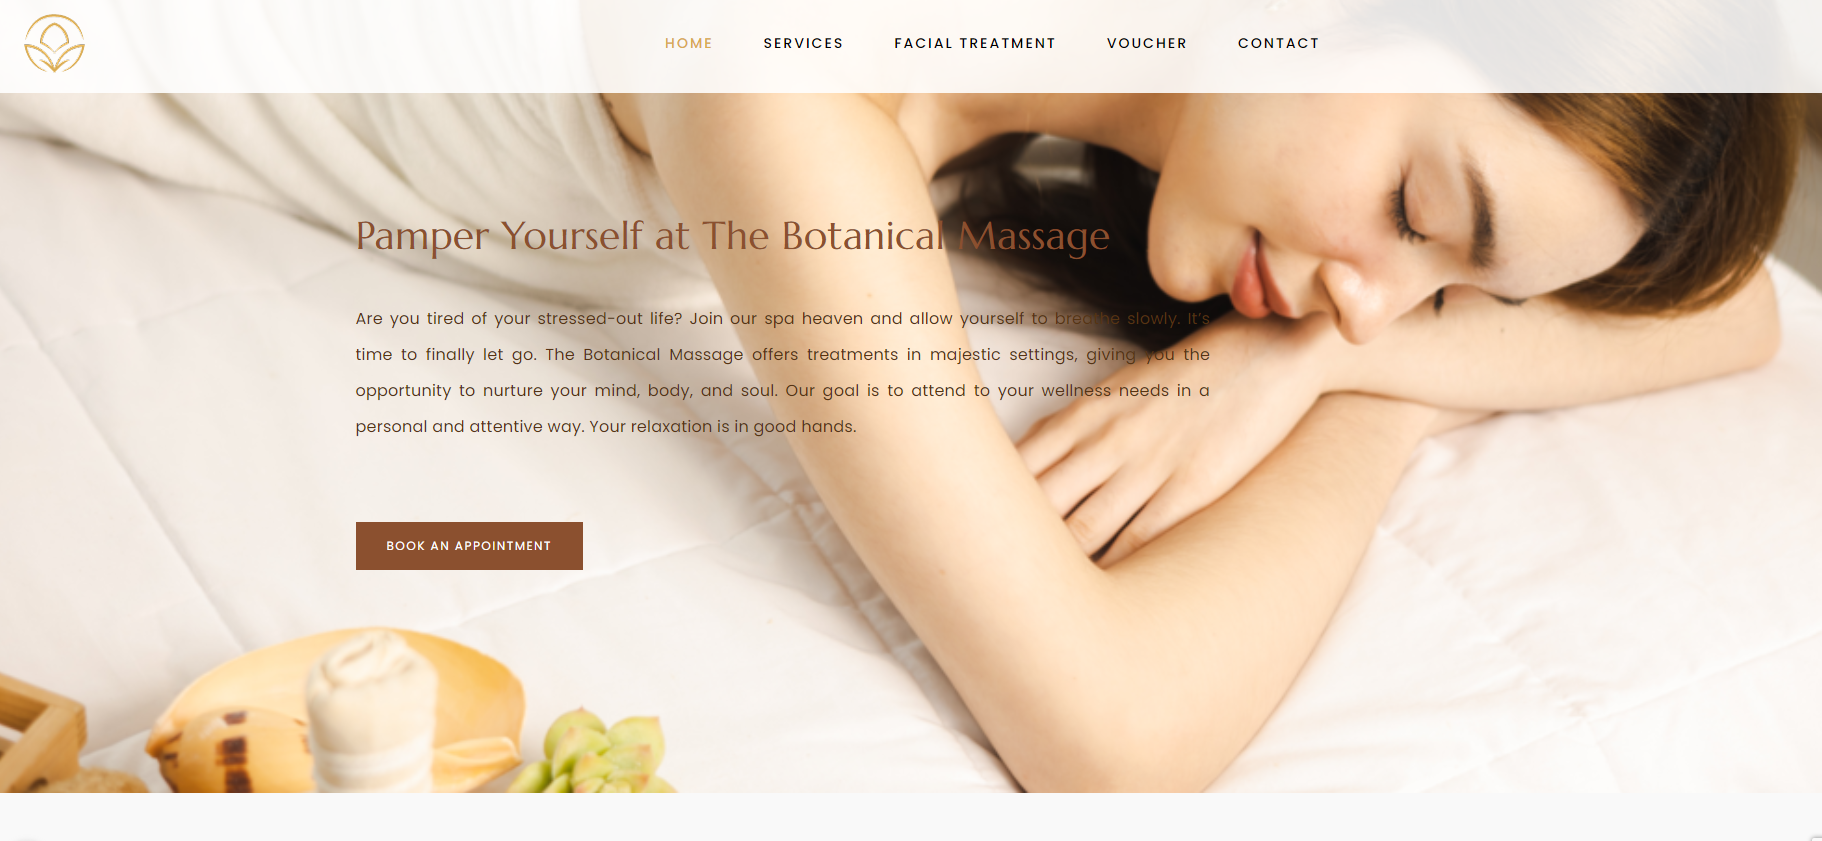 HOME SERVICES FACIAL TREATMENT VOUCHER CONTACT
Pamper Yourself at The Botanical Massage
Are you tired of your stressed-out life? Join our spa heaven and allow yourself to breathe slowly. It's
time to finally let go. The Botanical Massage offers treatments in majestic settings, giving you the
opportunity to nurture your mind, body, and soul. Our goal is to attend to your wellness needs in a
personal and attentive way. Your relaxation is in good hands.
BOOK AN APPOINTMENT